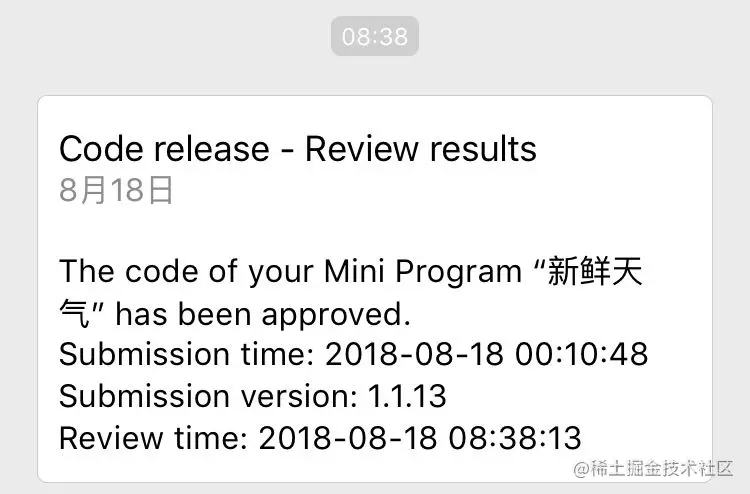 08:38
Code release - Review results
8月18日
The code of your Mini Program “新鲜天
气” has been approved.
Submission time: 2018-08-18 00:10:48
Submission version: 1.1.13
Review time: 2018-08-18 08:38:13
@稀土掘金技术社区